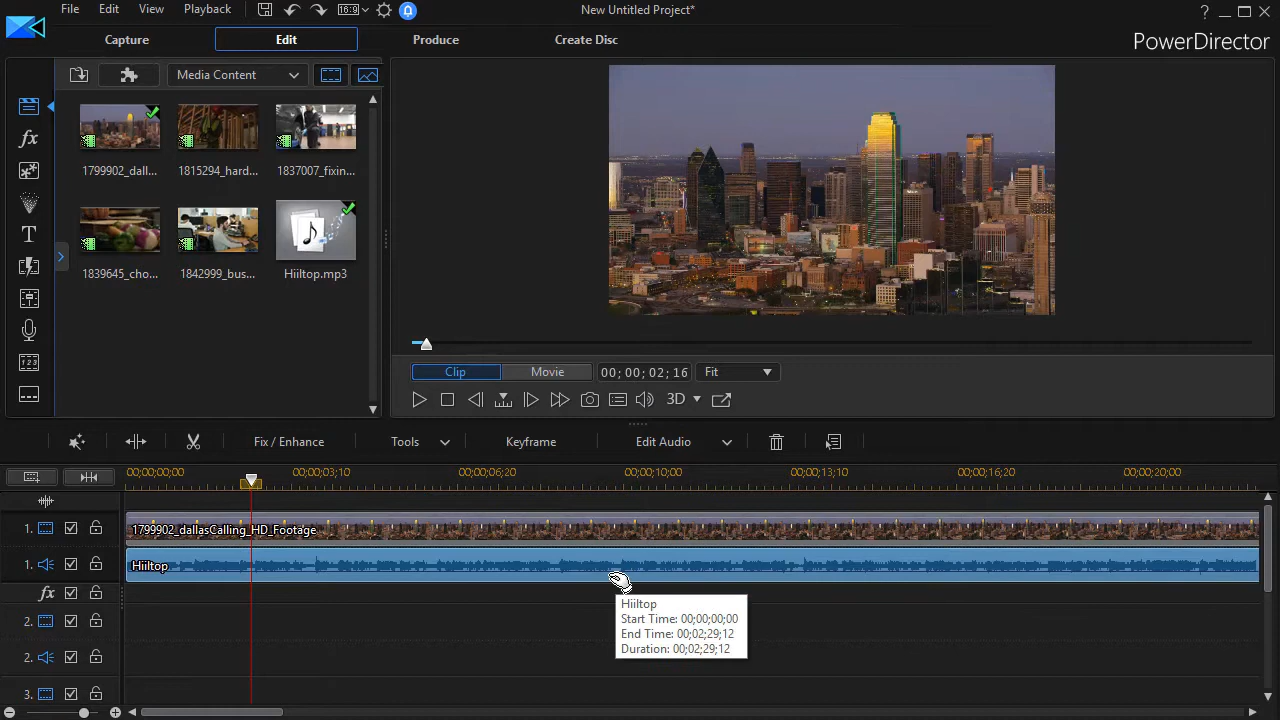 File Edit View Playback 16:9 New Untitled Project* ?
Capture Edit Produce Create Disc PowerDirector
Media Content
1799902_dall... 1815294_hard... 1837007_fixin...
1839645_cho... 1842999_bus... Hiiltop.mp3
fx
T
Clip Movie 00; 00; 02; 16 Fit
3D
Fix / Enhance Tools Keyframe Edit Audio
00;00;00;00 00;00;03;10 00;00;06;20 00;00;10;00 00;00;13;10 00;00;16;20 00;00;20;00
1. 1799902_dallasCalling_HD_Footage
1. Hiiltop
fx
Hiiltop
Start Time: 00;00;00;00
End Time: 00;02;29;12
Duration: 00;02;29;12
2.
2.
3.